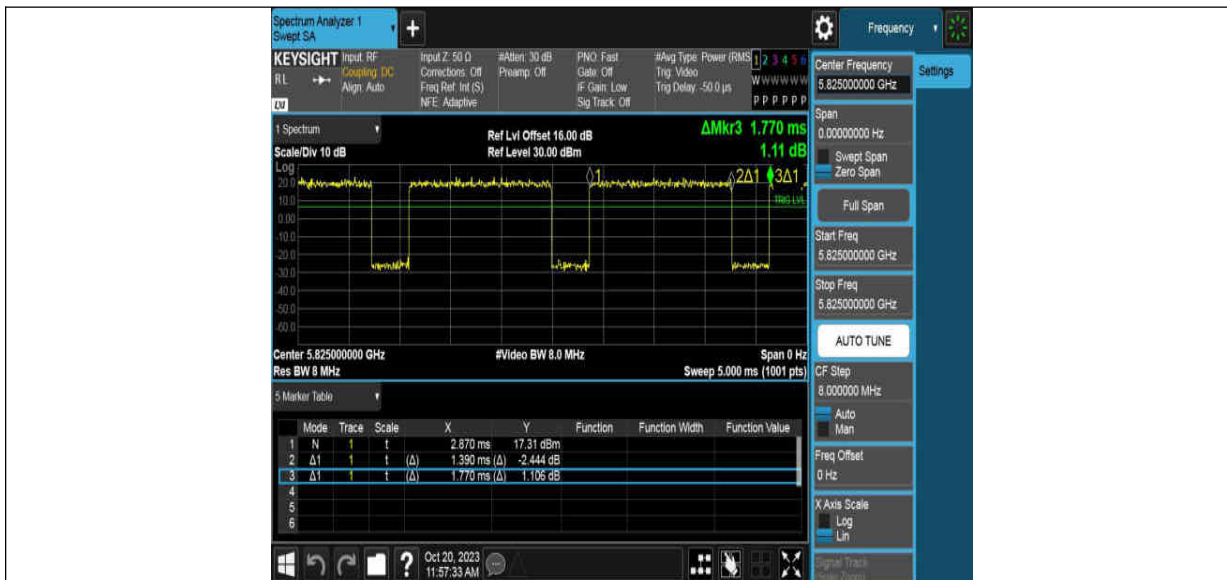 Spectrum Analyzer 1
Swept SA
+
Frequency
KEYSIGHT Input: RF
Coupling: DC
Align: Auto
RL
Input Z: 50 Ω
Corrections: Off
Freq Ref: Int (S)
NFE: Adaptive
#Atten: 30 dB
Preamp: Off
PNO: Fast
Gate: Off
IF Gain: Low
Sig Track: Off
#Avg Type: Power (RMS
Trig: Video
Trig Delay: -50.0 µs
1 2 3 4 5 6
W W W W W W
P P P P P P
Settings
1 Spectrum
Scale/Div 10 dB
Ref Lvl Offset 16.00 dB
Ref Level 30.00 dBm
ΔMkr3 1.770 ms
1.11 dB
Log
20.0
10.0
0.00
-10.0
-20.0
-30.0
-40.0
-50.0
-60.0
1
2Δ1
3Δ1
TRIG LVL
Center 5.825000000 GHz
Res BW 8 MHz
#Video BW 8.0 MHz
Span 0 Hz
Sweep 5.000 ms (1001 pts)
5 Marker Table
Mode Trace Scale X Y Function Function Width Function Value
1 N 1 t 2.870 ms 17.31 dBm
2 Δ1 1 t (Δ) 1.390 ms (Δ) -2.444 dB
3 Δ1 1 t (Δ) 1.770 ms (Δ) 1.106 dB
4
5
6
Oct 20, 2023
11:57:33 AM
?
Center Frequency
5.825000000 GHz
Span
0.00000000 Hz
Swept Span
Zero Span
Full Span
Start Freq
5.825000000 GHz
Stop Freq
5.825000000 GHz
AUTO TUNE
CF Step
8.000000 MHz
Auto
Man
Freq Offset
0 Hz
X Axis Scale
Log
Lin
Signal Track